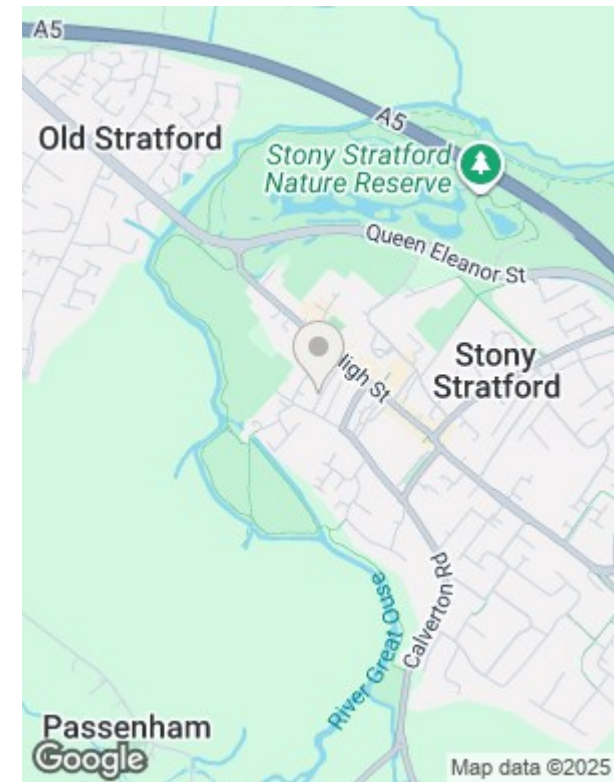 A5
Old Stratford
A5
Stony Stratford
Nature Reserve
Queen Eleanor St
High St
Stony
Stratford
Calverton Rd
River Great Ouse
Passenham
Google
Map data ©2025